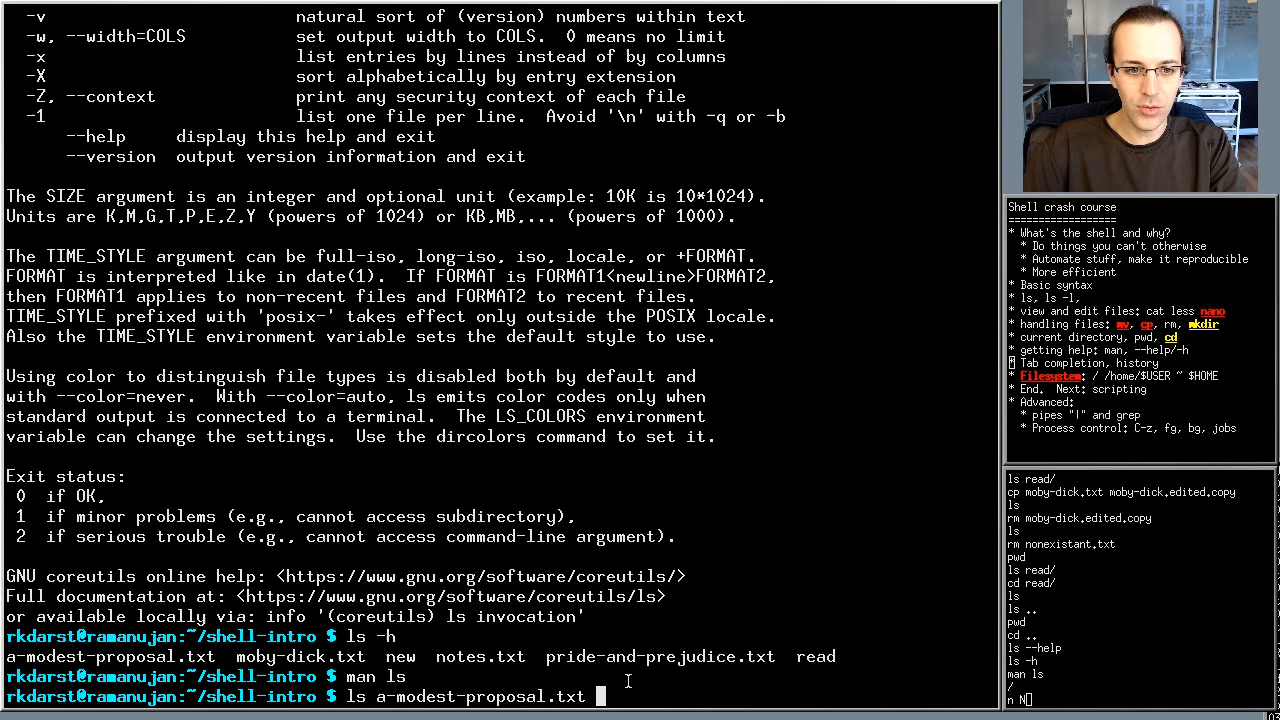 -v                     natural sort of (version) numbers within text
-w, --width=COLS           set output width to COLS.  0 means no limit
-x                     list entries by lines instead of by columns
-X                     sort alphabetically by entry extension
-Z, --context              print any security context of each file
-1                     list one file per line.  Avoid '\n' with -q or -b
--help     display this help and exit
--version  output version information and exit
The SIZE argument is an integer and optional unit (example: 10K is 10*1024).
Units are K,M,G,T,P,E,Z,Y (powers of 1024) or KB,MB,... (powers of 1000).
The TIME_STYLE argument can be full-iso, long-iso, iso, locale, or +FORMAT.
FORMAT is interpreted like in date(1).  If FORMAT is FORMAT1<newline>FORMAT2,
then FORMAT1 applies to non-recent files and FORMAT2 to recent files.
TIME_STYLE prefixed with 'posix-' takes effect only outside the POSIX locale.
Also the TIME_STYLE environment variable sets the default style to use.
Using color to distinguish file types is disabled both by default and
with --color=never.  With --color=auto, ls emits color codes only when
standard output is connected to a terminal.  The LS_COLORS environment
variable can change the settings.  Use the dircolors command to set it.
Exit status:
0  if OK,
1  if minor problems (e.g., cannot access subdirectory),
2  if serious trouble (e.g., cannot access command-line argument).
GNU coreutils online help: <https://www.gnu.org/software/coreutils/>
Full documentation at: <https://www.gnu.org/software/coreutils/ls>
or available locally via: info '(coreutils) ls invocation'
rkdarst@ramanujan:~/shell-intro $ ls -h
a-modest-proposal.txt  moby-dick.txt  new  notes.txt  pride-and-prejudice.txt  read
rkdarst@ramanujan:~/shell-intro $ man ls
rkdarst@ramanujan:~/shell-intro $ ls a-modest-proposal.txt
Shell crash course
==================
* What's the shell and why?
* Do things you can't otherwise
* Automate stuff, make it reproducible
* More efficient
* Basic syntax
* ls, ls -l,
* view and edit files: cat less nano
* handling files: mv, cp, rm, mkdir
* current directory, pwd, cd
* getting help: man, --help/-h
* Tab completion, history
* Filesystem: / /home/$USER ~ $HOME
* End.  Next: scripting
* Advanced:
* pipes "|" and grep
* Process control: C-z, fg, bg, jobs
ls read/
cp moby-dick.txt moby-dick.edited.copy
ls
rm moby-dick.edited.copy
ls
rm nonexistant.txt
pwd
ls read/
cd read/
ls
ls ..
pwd
cd ..
ls --help
ls -h
man ls
/
n N